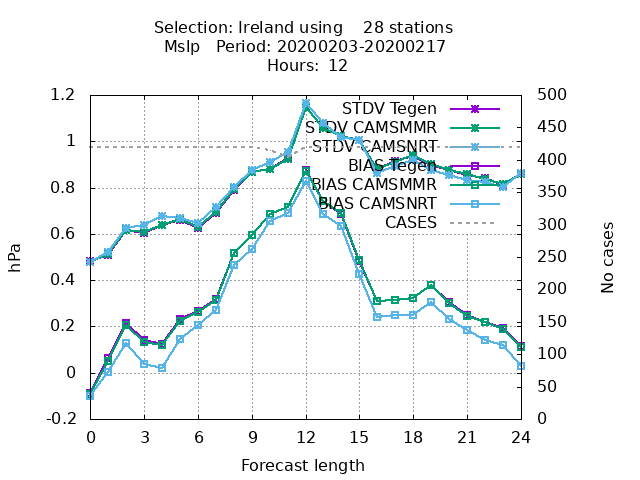 Selection: Ireland using    28 stations
Mslp   Period: 20200203-20200217
Hours:  12
1.2
1
0.8
0.6
0.4
0.2
0
-0.2
hPa
500
450
400
350
300
250
200
150
100
50
0
No cases
STDV Tegen
STDV CAMSMMR
STDV CAMSNRT
BIAS Tegen
BIAS CAMSMMR
BIAS CAMSNRT
CASES
0 3 6 9 12 15 18 21 24
Forecast length